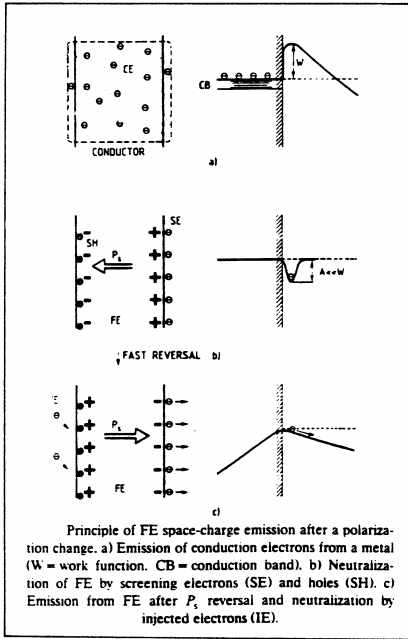 CE
CONDUCTOR
CB
W
a)
SH
Pₛ
SE
FE
A<<W
FAST REVERSAL
b)
Pₛ
FE
c)
Principle of FE space-charge emission after a polariza-
tion change. a) Emission of conduction electrons from a metal
(W = work function. CB = conduction band). b) Neutraliza-
tion of FE by screening electrons (SE) and holes (SH). c)
Emission from FE after Pₛ reversal and neutralization by
injected electrons (IE).